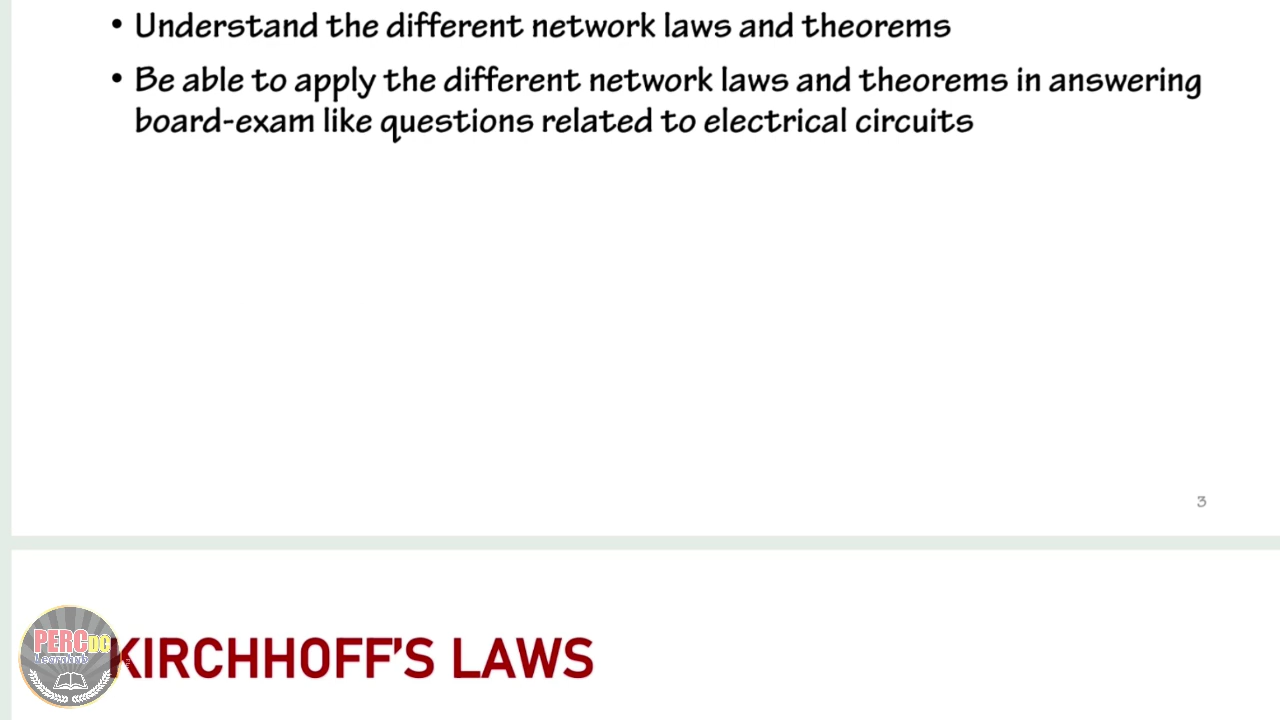 • Understand the different network laws and theorems
• Be able to apply the different network laws and theorems in answering
board-exam like questions related to electrical circuits
3
KIRCHHOFF'S LAWS
PERC